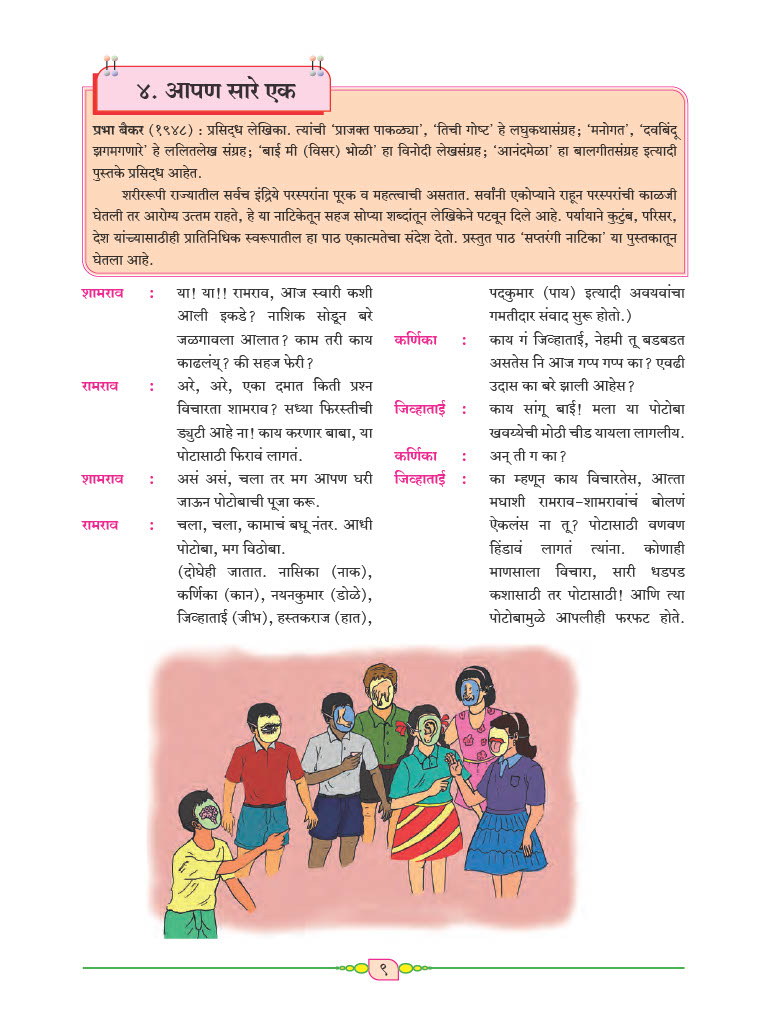 ४. आपण सारे एक
प्रभा बैकर (१९४८) : प्रसिद्ध लेखिका. त्यांची ‘प्राजक्त पाकळ्या’, ‘तिची गोष्ट’ हे लघुकथासंग्रह; ‘मनोगत’, ‘दवबिंदू
झगमगणारे’ हे ललितलेख संग्रह; ‘बाई मी (विसर) भोळी’ हा विनोदी लेखसंग्रह; ‘आनंदमेळा’ हा बालगीतसंग्रह इत्यादी
पुस्तके प्रसिद्ध आहेत.
शरीररूपी राज्यातील सर्वच इंद्रिये परस्परांना पूरक व महत्त्वाची असतात. सर्वांनी एकोप्याने राहून परस्परांची काळजी
घेतली तर आरोग्य उत्तम राहते, हे या नाटिकेतून सहज सोप्या शब्दांतून लेखिकेने पटवून दिले आहे. पर्यायाने कुटुंब, परिसर,
देश यांच्यासाठीही प्रातिनिधिक स्वरूपातील हा पाठ एकात्मतेचा संदेश देतो. प्रस्तुत पाठ ‘सप्तरंगी नाटिका’ या पुस्तकातून
घेतला आहे.
शामराव : या! या!! रामराव, आज स्वारी कशी
आली इकडे? नाशिक सोडून बरे
जळगावला आलात? काम तरी काय
काढलंय्? की सहज फेरी?
रामराव : अरे, अरे, एका दमात किती प्रश्न
विचारता शामराव? सध्या फिरस्तीची
ड्युटी आहे ना! काय करणार बाबा, या
पोटासाठी फिरावं लागतं.
शामराव : असं असं, चला तर मग आपण घरी
जाऊन पोटोबाची पूजा करू.
रामराव : चला, चला, कामाचं बघू नंतर. आधी
पोटोबा, मग विठोबा.
(दोघेही जातात. नासिका (नाक),
कर्णिका (कान), नयनकुमार (डोळे),
जिव्हाताई (जीभ), हस्तकराज (हात),
पदकुमार (पाय) इत्यादी अवयवांचा
गमतीदार संवाद सुरू होतो.)
कर्णिका : काय गं जिव्हाताई, नेहमी तू बडबडत
असतेस नि आज गप्प गप्प का? एवढी
उदास का बरे झाली आहेस?
जिव्हाताई : काय सांगू बाई! मला या पोटोबा
खवय्येची मोठी चीड यायला लागलीय.
कर्णिका : अन् ती ग का?
जिव्हाताई : का म्हणून काय विचारतेस, आत्ता
मघाशी रामराव-शामरावांचं बोलणं
ऐकलंस ना तू? पोटासाठी वणवण
हिंडावं लागतं त्यांना. कोणाही
माणसाला विचारा, सारी धडपड
कशासाठी तर पोटासाठी! आणि त्या
पोटोबामुळे आपलीही फरफट होते.
९